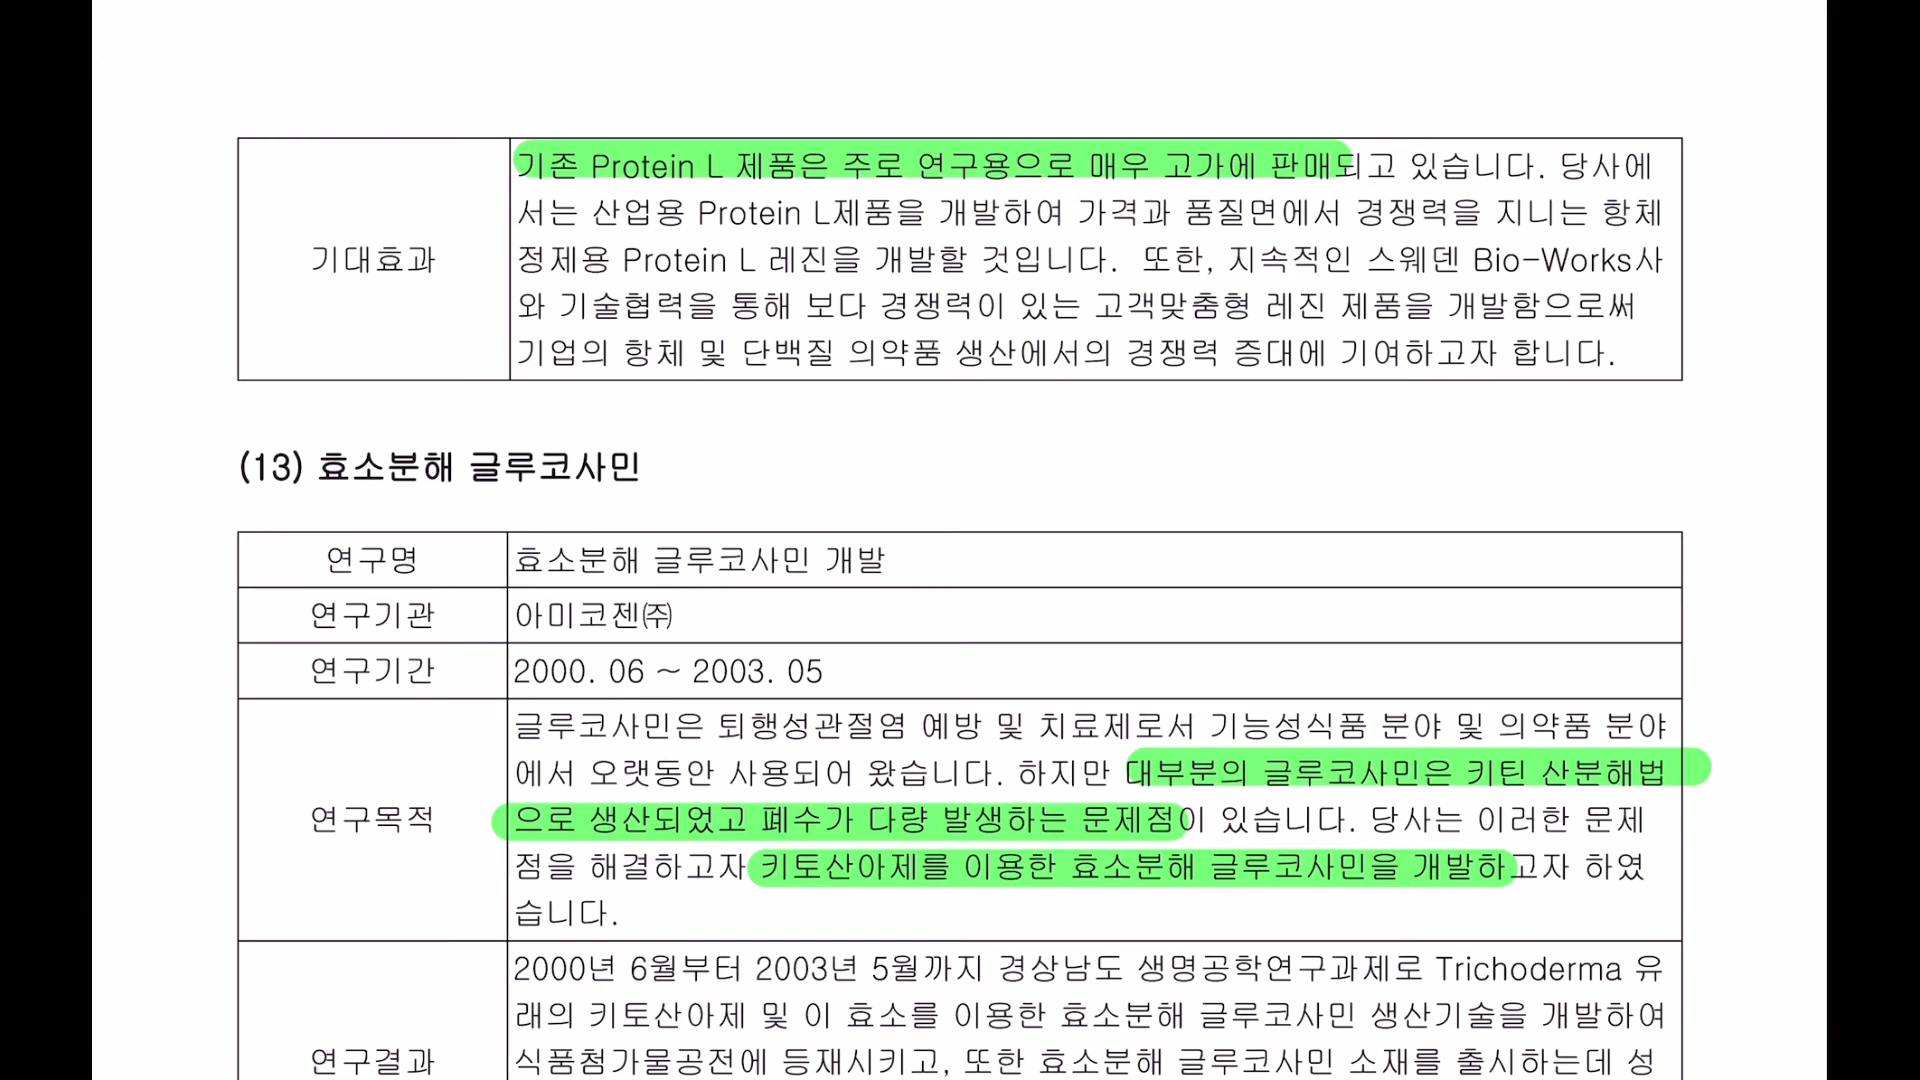 기존 Protein L 제품은 주로 연구용으로 매우 고가에 판매되고 있습니다. 당사에
서는 산업용 Protein L제품을 개발하여 가격과 품질면에서 경쟁력을 지니는 항체
기대효과
정제용 Protein L 레진을 개발할 것입니다. 또한, 지속적인 스웨덴 Bio-Works사
와 기술협력을 통해 보다 경쟁력이 있는 고객맞춤형 레진 제품을 개발함으로써
기업의 항체 및 단백질 의약품 생산에서의 경쟁력 증대에 기여하고자 합니다.
(13) 효소분해 글루코사민
연구명 효소분해 글루코사민 개발
연구기관 아미코젠㈜
연구기간 2000. 06 ~ 2003. 05
글루코사민은 퇴행성관절염 예방 및 치료제로서 기능성식품 분야 및 의약품 분야
에서 오랫동안 사용되어 왔습니다. 하지만 대부분의 글루코사민은 키틴 산분해법
연구목적
으로 생산되었고 폐수가 다량 발생하는 문제점이 있습니다. 당사는 이러한 문제
점을 해결하고자 키토산아제를 이용한 효소분해 글루코사민을 개발하고자 하였
습니다.
2000년 6월부터 2003년 5월까지 경상남도 생명공학연구과제로 Trichoderma 유
래의 키토산아제 및 이 효소를 이용한 효소분해 글루코사민 생산기술을 개발하여
연구결과
식품첨가물공전에 등재시키고, 또한 효소분해 글루코사민 소재를 출시하는데 성